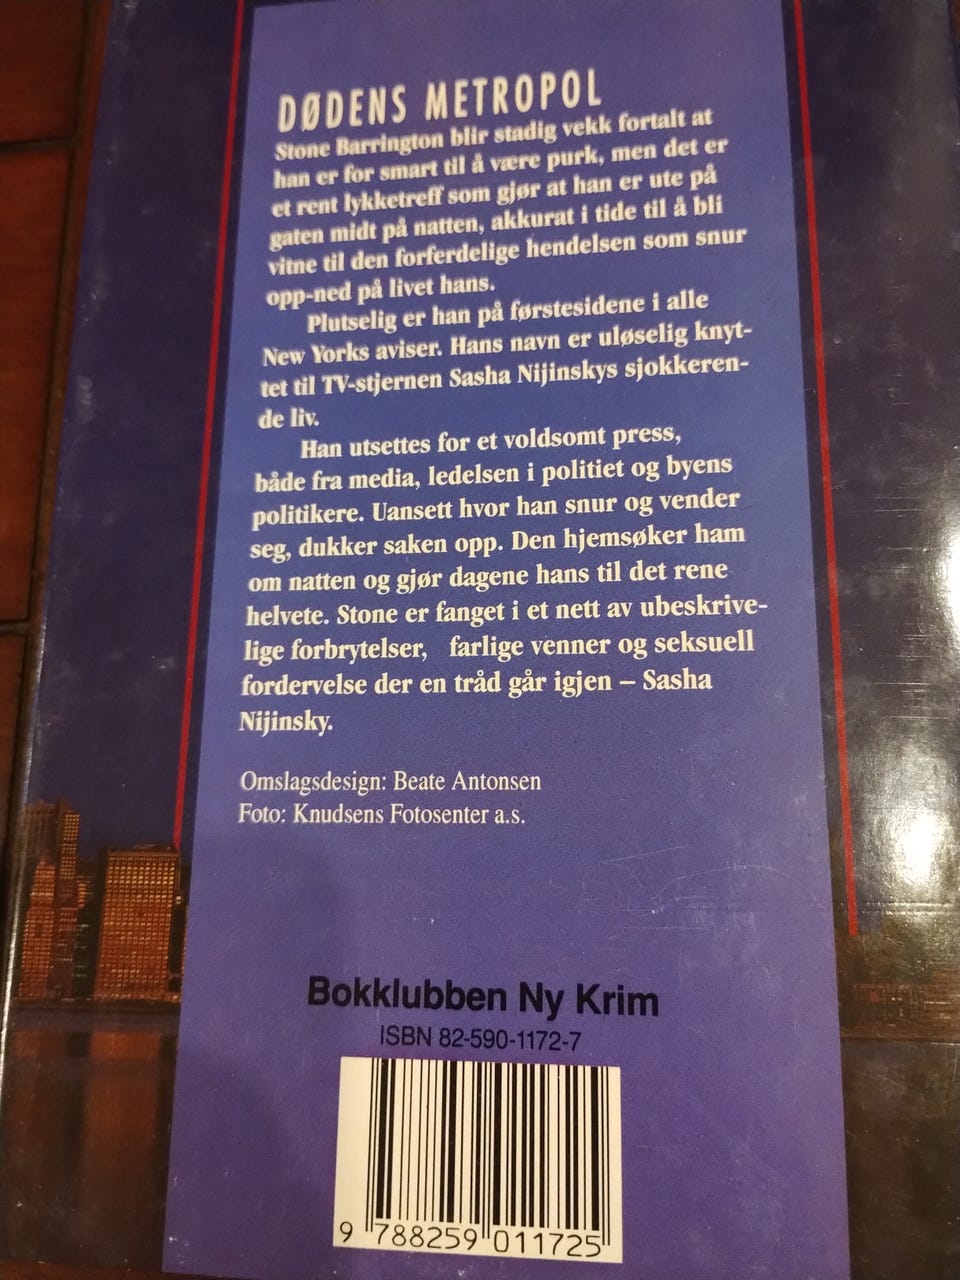 DØDENS METROPOL
Stone Barrington blir stadig vekk fortalt at
han er for smart til å være purk, men det er
et rent lykketreff som gjør at han er ute på
gaten midt på natten, akkurat i tide til å bli
vitne til den forferdelige hendelsen som snur
opp-ned på livet hans.
Plutselig er han på førstesidene i alle
New Yorks aviser. Hans navn er uløselig knyt-
tet til TV-stjernen Sasha Nijinskys sjokkeren-
de liv.
Han utsettes for et voldsomt press,
både fra media, ledelsen i politiet og byens
politikere. Uansett hvor han snur og vender
seg, dukker saken opp. Den hjemsøker ham
om natten og gjør dagene hans til det rene
helvete. Stone er fanget i et nett av ubeskrive-
lige forbrytelser, farlige venner og seksuell
fordervelse der en tråd går igjen – Sasha
Nijinsky.
Omslagsdesign: Beate Antonsen
Foto: Knudsens Fotosenter a.s.
Bokklubben Ny Krim
ISBN 82-590-1172-7
9 788259 011725